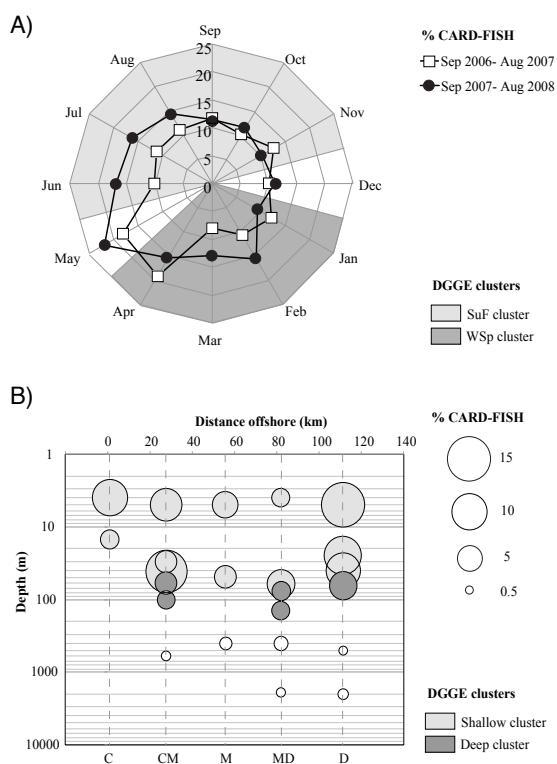 A)
% CARD-FISH
Sep 2006- Aug 2007
Sep 2007- Aug 2008
Sep
Oct
Nov
Dec
Jan
Feb
Mar
Apr
May
Jun
Jul
Aug
25
20
15
10
5
0
DGGE clusters
SuF cluster
WSp cluster
B)
Distance offshore (km)
0 20 40 60 80 100 120 140
Depth (m)
1
10
100
1000
10000
C CM M MD D
% CARD-FISH
15
10
5
0.5
DGGE clusters
Shallow cluster
Deep cluster